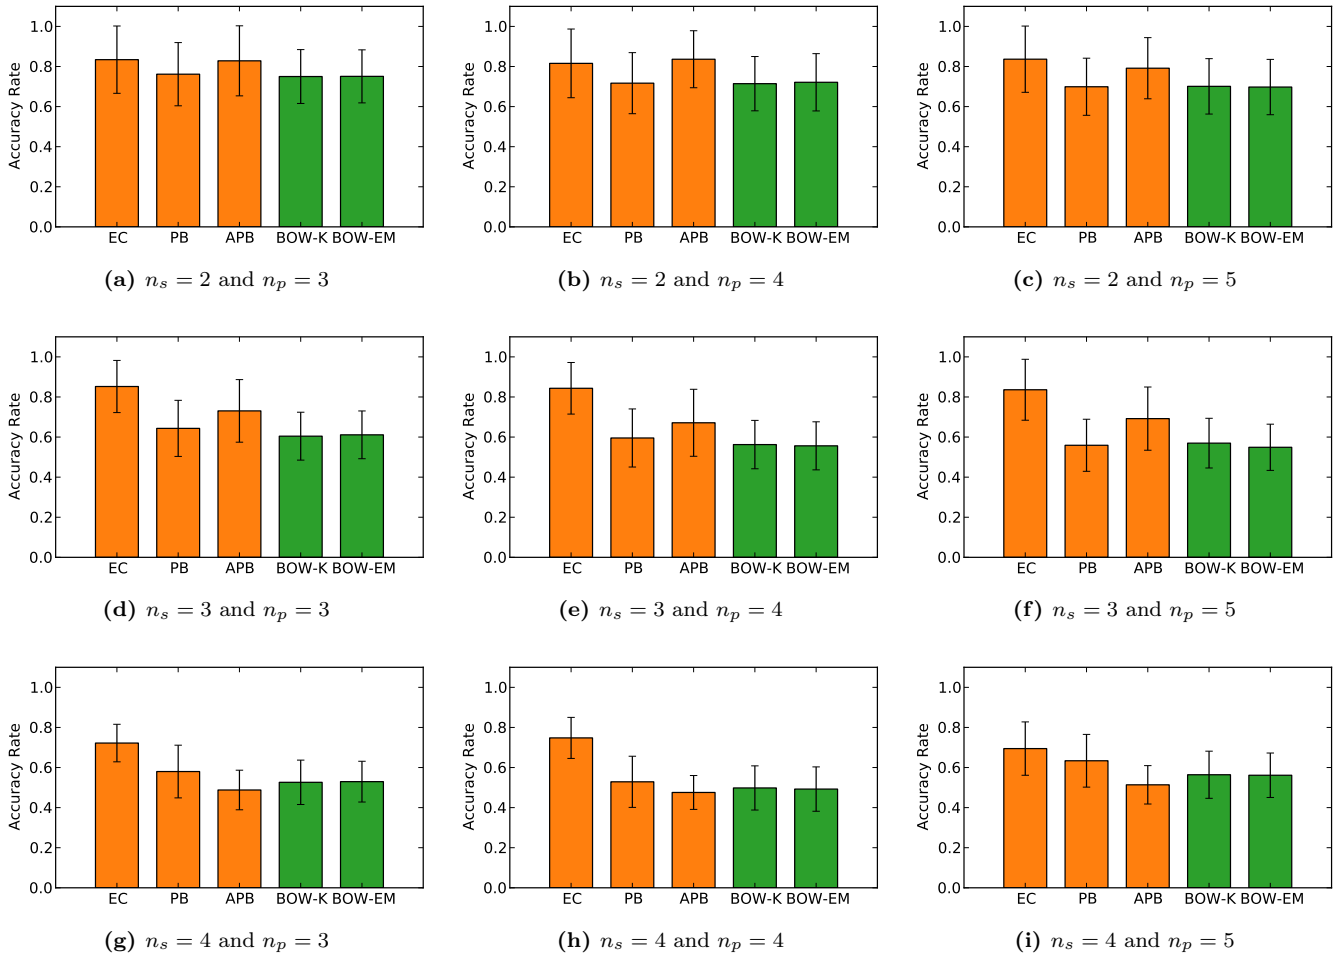 Accuracy Rate
1.0
0.8
0.6
0.4
0.2
0.0
EC PB APB BOW-K BOW-EM
(a) n_s = 2 and n_p = 3
Accuracy Rate
1.0
0.8
0.6
0.4
0.2
0.0
EC PB APB BOW-K BOW-EM
(b) n_s = 2 and n_p = 4
Accuracy Rate
1.0
0.8
0.6
0.4
0.2
0.0
EC PB APB BOW-K BOW-EM
(c) n_s = 2 and n_p = 5
Accuracy Rate
1.0
0.8
0.6
0.4
0.2
0.0
EC PB APB BOW-K BOW-EM
(d) n_s = 3 and n_p = 3
Accuracy Rate
1.0
0.8
0.6
0.4
0.2
0.0
EC PB APB BOW-K BOW-EM
(e) n_s = 3 and n_p = 4
Accuracy Rate
1.0
0.8
0.6
0.4
0.2
0.0
EC PB APB BOW-K BOW-EM
(f) n_s = 3 and n_p = 5
Accuracy Rate
1.0
0.8
0.6
0.4
0.2
0.0
EC PB APB BOW-K BOW-EM
(g) n_s = 4 and n_p = 3
Accuracy Rate
1.0
0.8
0.6
0.4
0.2
0.0
EC PB APB BOW-K BOW-EM
(h) n_s = 4 and n_p = 4
Accuracy Rate
1.0
0.8
0.6
0.4
0.2
0.0
EC PB APB BOW-K BOW-EM
(i) n_s = 4 and n_p = 5